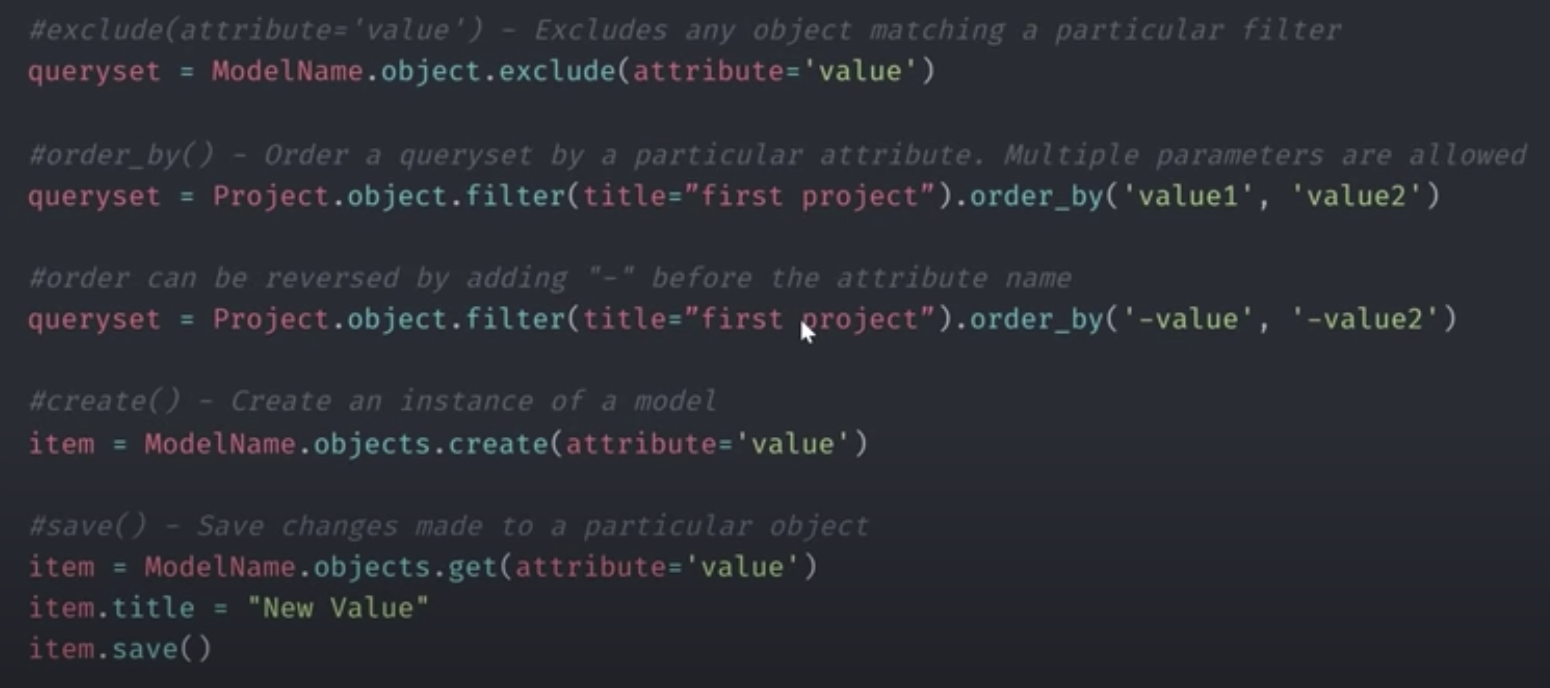 #exclude(attribute='value') - Excludes any object matching a particular filter
queryset = ModelName.object.exclude(attribute='value')
#order_by() - Order a queryset by a particular attribute. Multiple parameters are allowed
queryset = Project.object.filter(title=”first project”).order_by('value1', 'value2')
#order can be reversed by adding "-" before the attribute name
queryset = Project.object.filter(title=”first project”).order_by('-value', '-value2')
#create() - Create an instance of a model
item = ModelName.objects.create(attribute='value')
#save() - Save changes made to a particular object
item = ModelName.objects.get(attribute='value')
item.title = "New Value"
item.save()